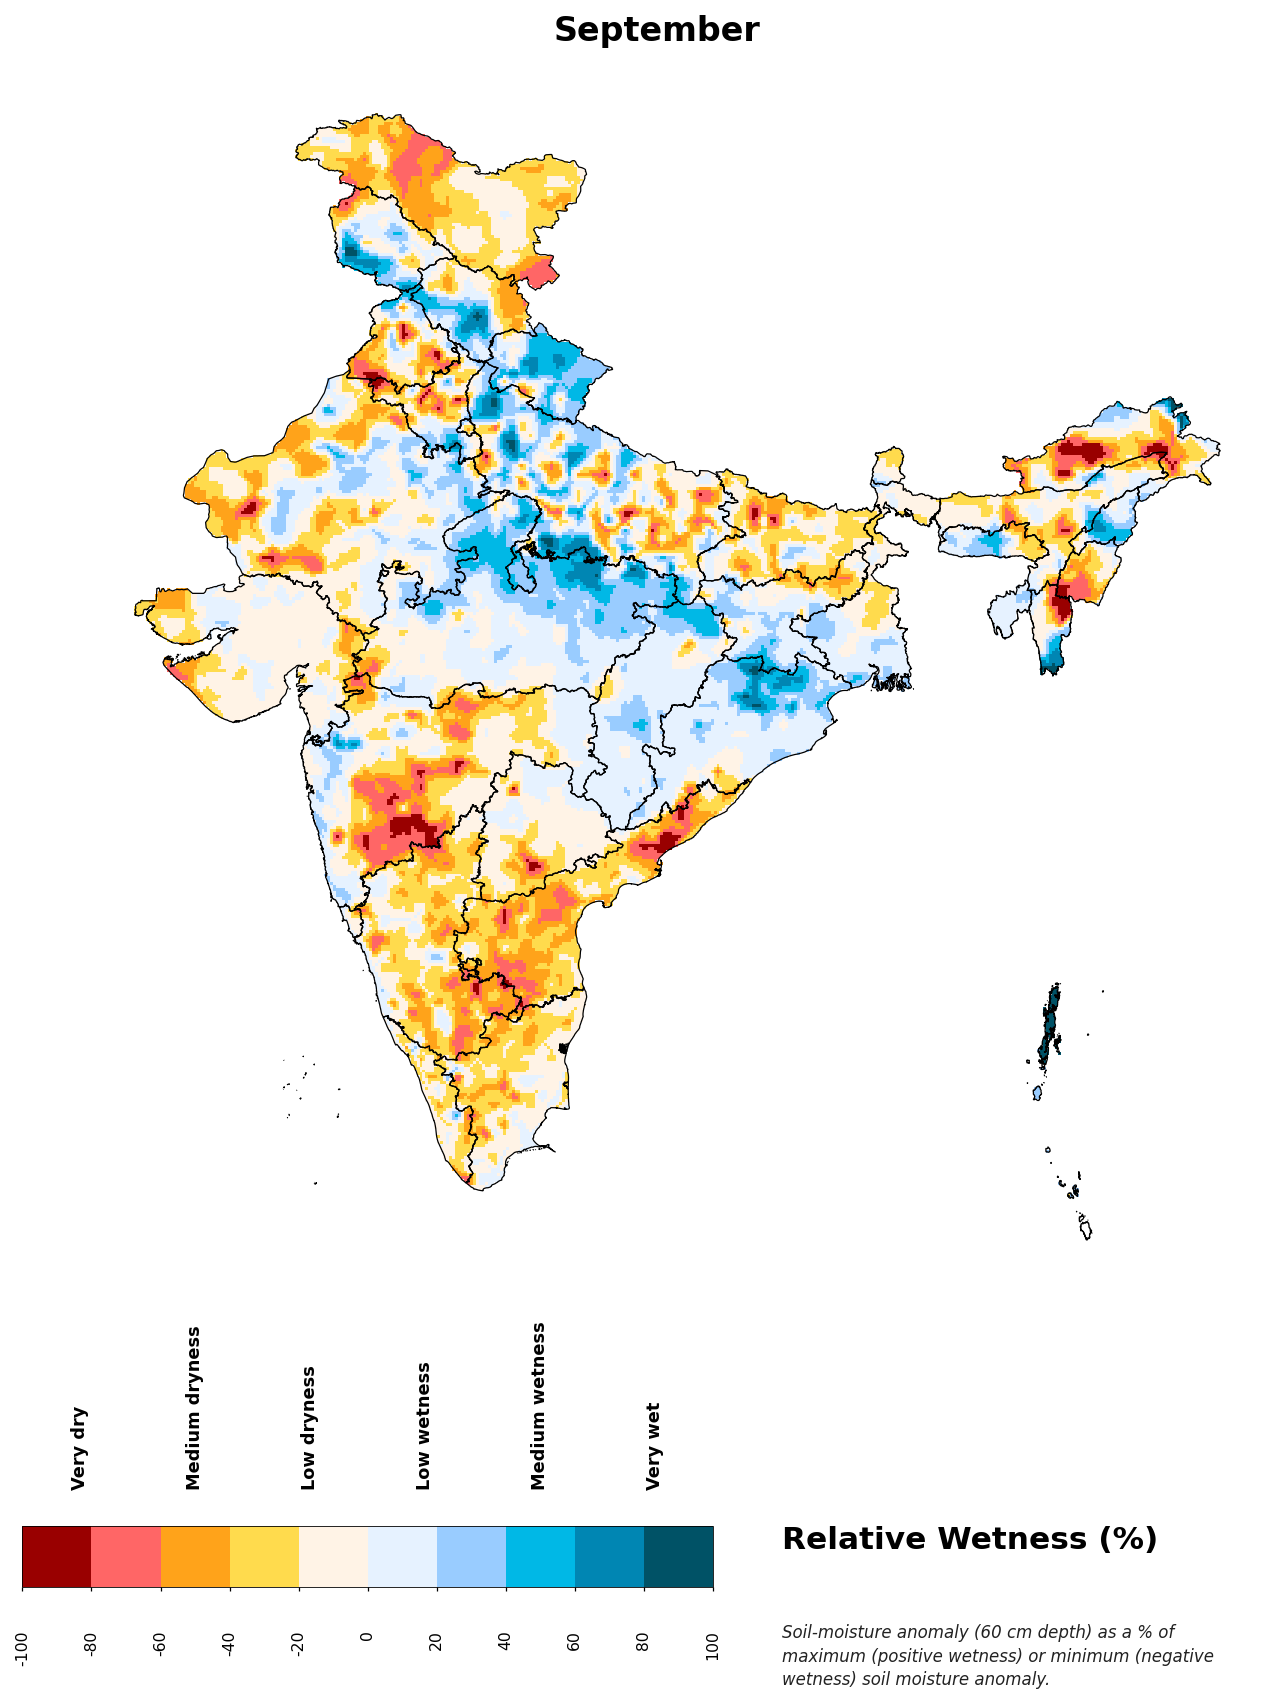 September
Very dry
Medium dryness
Low dryness
Low wetness
Medium wetness
Very wet
-100
-80
-60
-40
-20
0
20
40
60
80
100
Relative Wetness (%)
Soil-moisture anomaly (60 cm depth) as a % of
maximum (positive wetness) or minimum (negative
wetness) soil moisture anomaly.